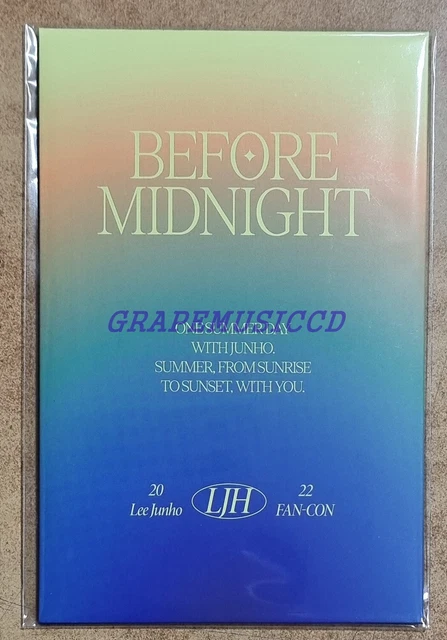 BEFORE
MIDNIGHT
GRAPEMUSICCD
ONE SUMMER DAY
WITH JUNHO.
SUMMER, FROM SUNRISE
TO SUNSET, WITH YOU.
20 22
Lee Junho LJH FAN-CON